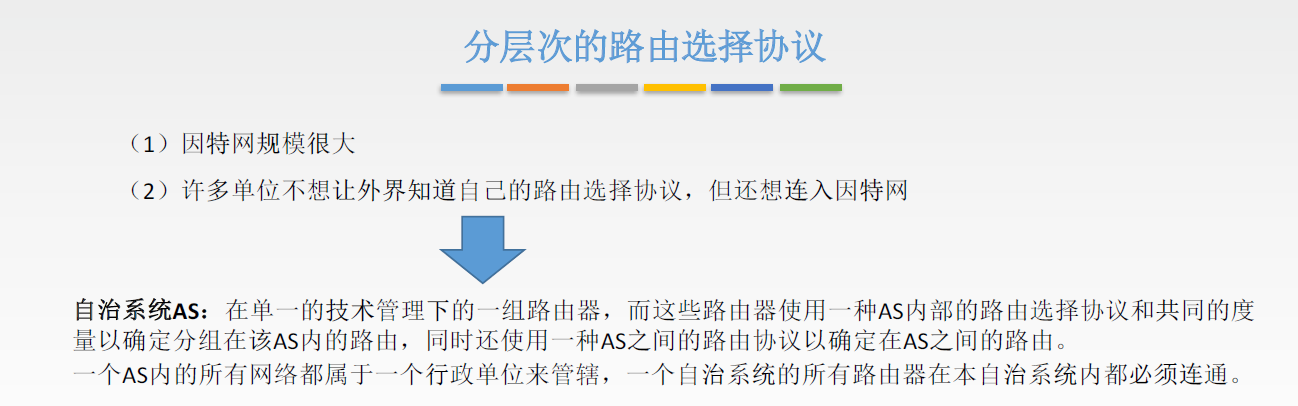 分层次的路由选择协议
（1）因特网规模很大
（2）许多单位不想让外界知道自己的路由选择协议，但还想连入因特网
自治系统AS：在单一的技术管理下的一组路由器，而这些路由器使用一种AS内部的路由选择协议和共同的度
量以确定分组在该AS内的路由，同时还使用一种AS之间的路由协议以确定在AS之间的路由。
一个AS内的所有网络都属于一个行政单位来管辖，一个自治系统的所有路由器在本自治系统内都必须连通。